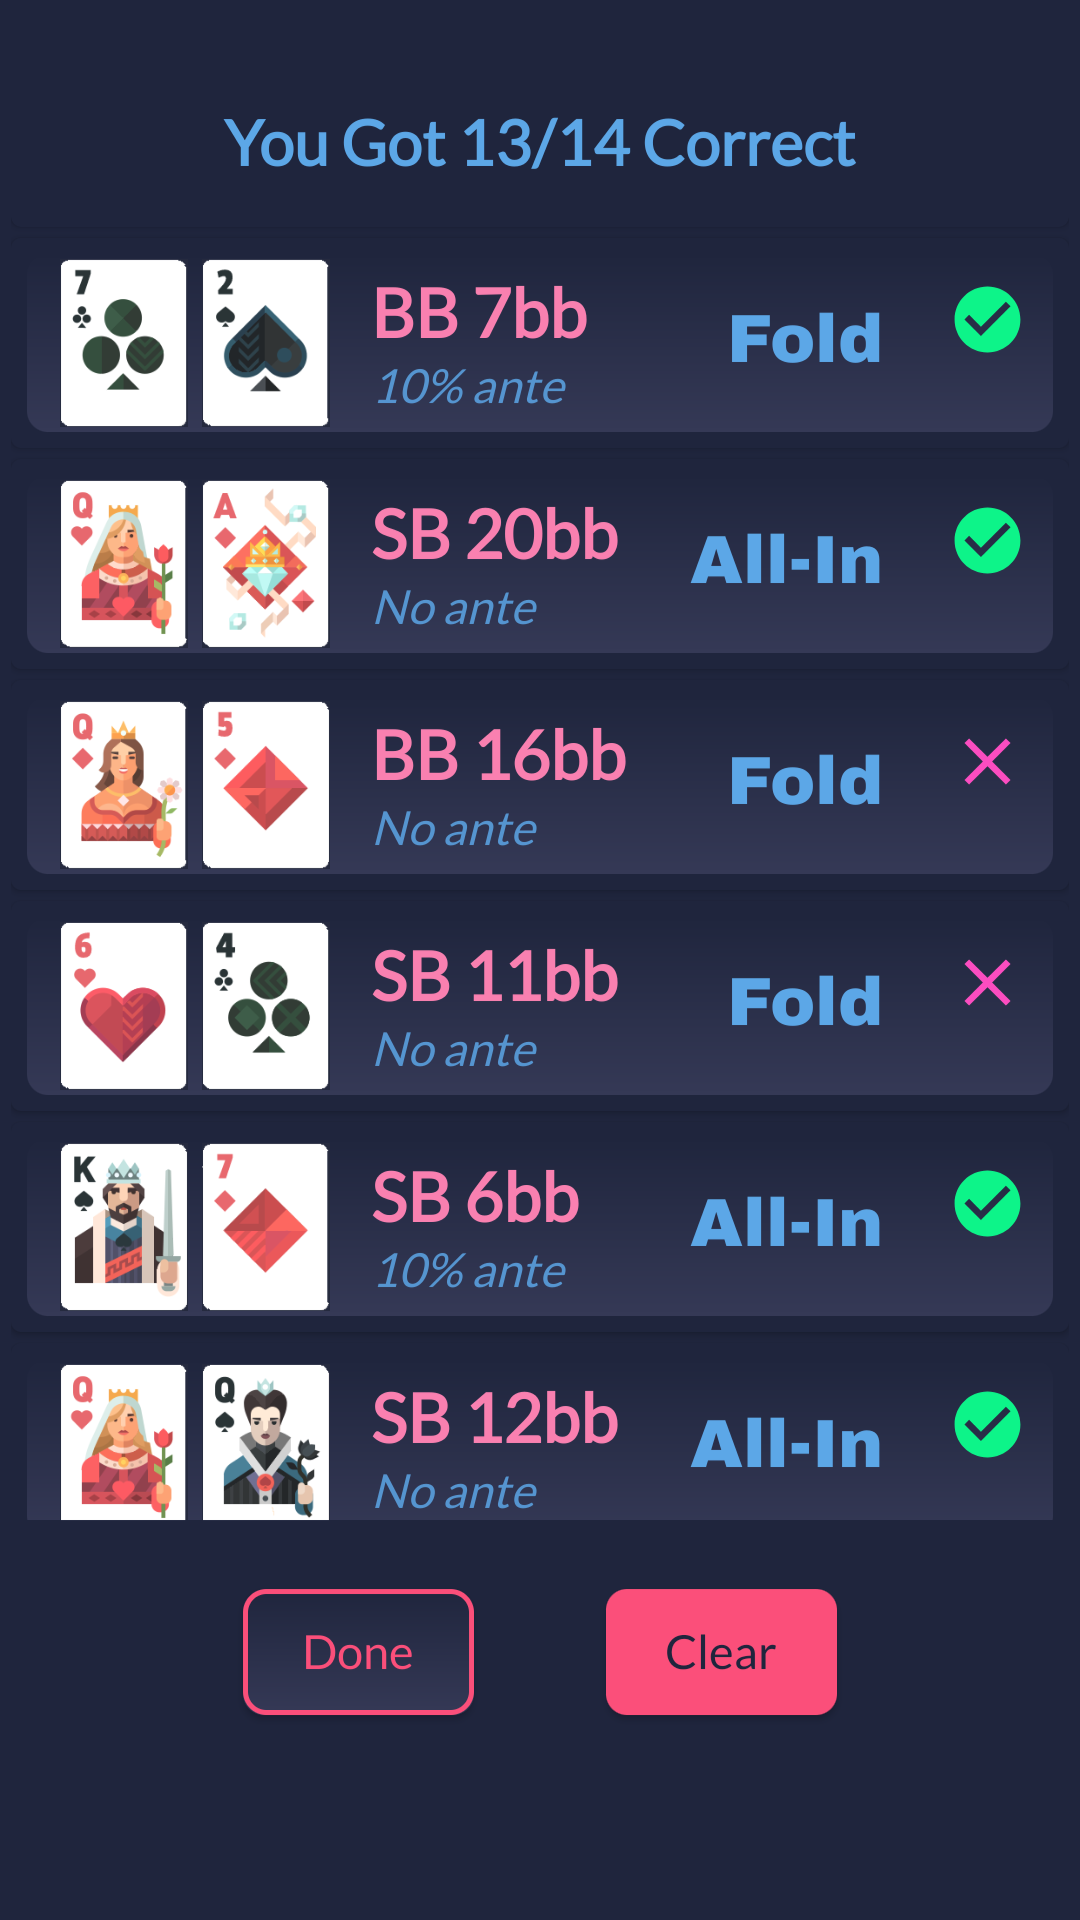 You Got 13/14 Correct
7 2 BB 7bb Fold
10% ante
Q A SB 20bb All-In
No ante
Q 5 BB 16bb Fold
No ante
6 4 SB 11bb Fold
No ante
K 7 SB 6bb All-In
10% ante
Q Q SB 12bb All-In
No ante
Done Clear